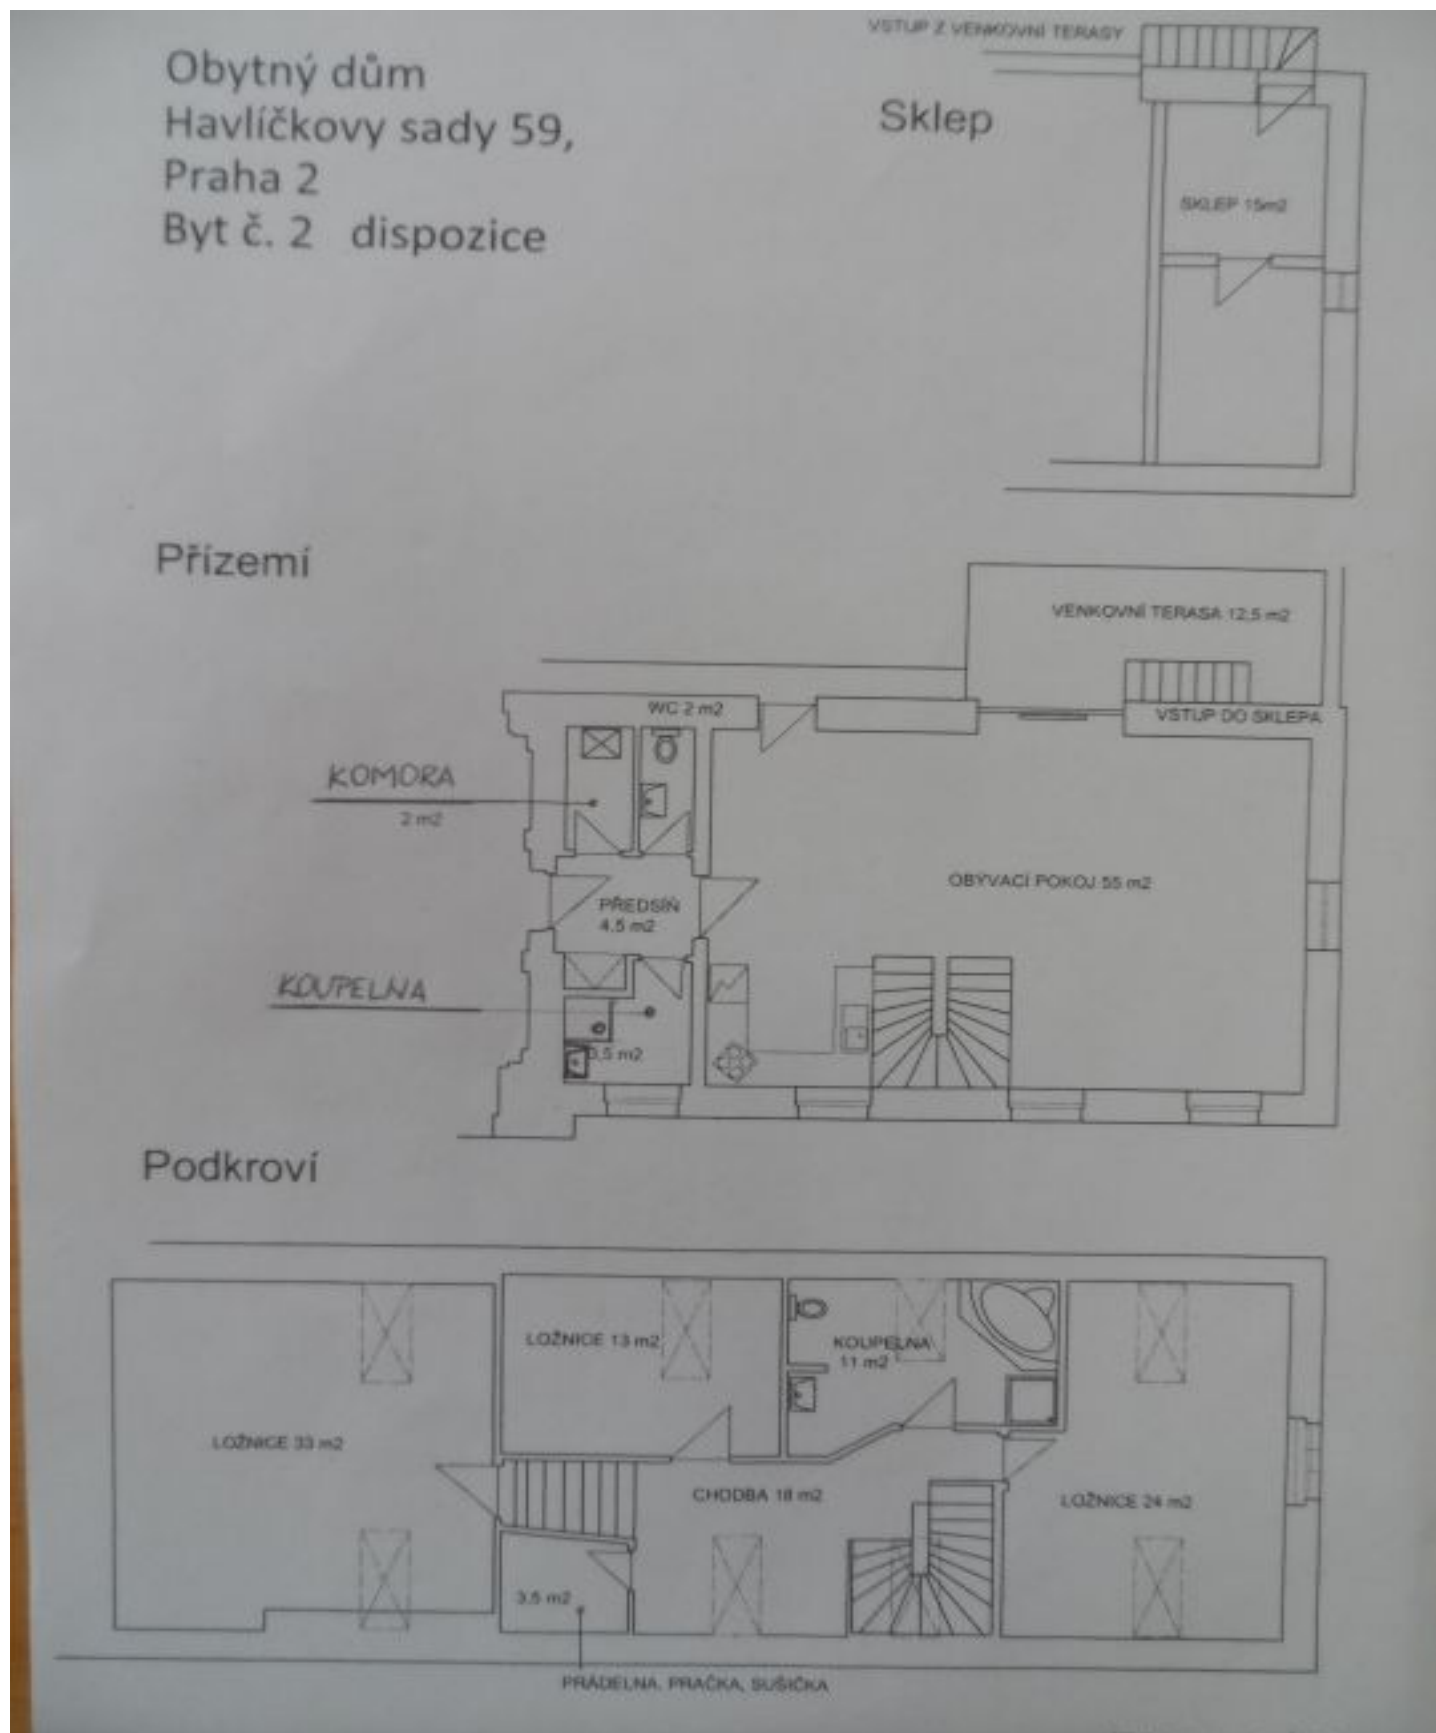 VSTUP Z VENKOVNÍ TERASY
Obytný dům
Havlíčkovy sady 59,
Praha 2
Byt č. 2 dispozice
Sklep
SKLEP 15m2
Přízemí
VENKOVNÍ TERASA 12,5 m2
WC 2 m2
VSTUP DO SKLEPA
KOMORA
2 m2
OBÝVACÍ POKOJ 55 m2
PŘEDSÍŇ
4,5 m2
KOUPELNA
,5 m2
Podkroví
LOŽNICE 13 m2
KOUPELNA
11 m2
LOŽNICE 33 m2
CHODBA 18 m2
LOŽNICE 24 m2
3,5 m2
PRÁDELNA, PRAČKA, SUŠIČKA